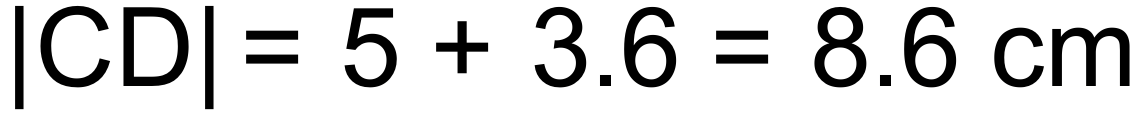 |CD| = 5 + 3.6 = 8.6 cm